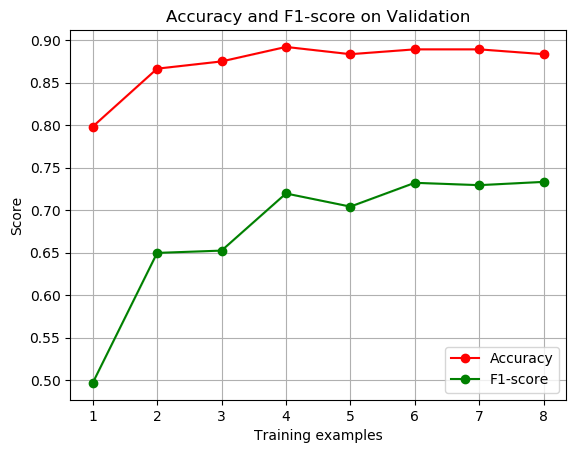 Accuracy and F1-score on Validation
0.90
0.85
0.80
0.75
0.70
0.65
0.60
0.55
0.50
Score
Accuracy
F1-score
1 2 3 4 5 6 7 8
Training examples